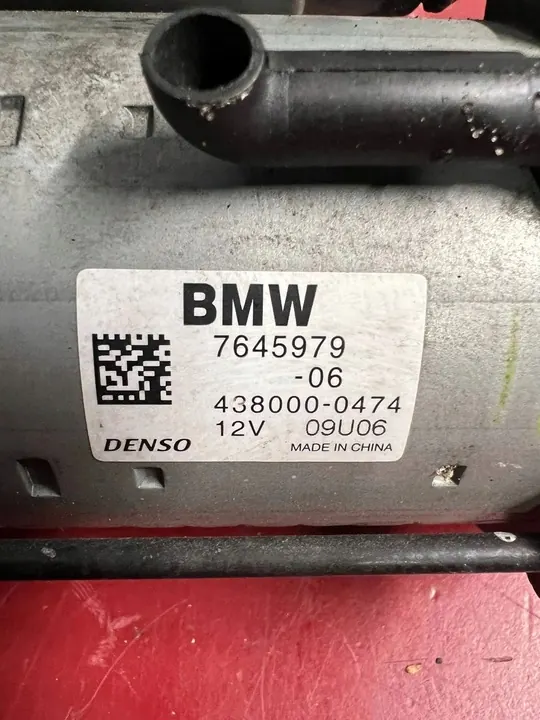 BMW
7645979
-06
438000-0474
12V 09U06
DENSO MADE IN CHINA